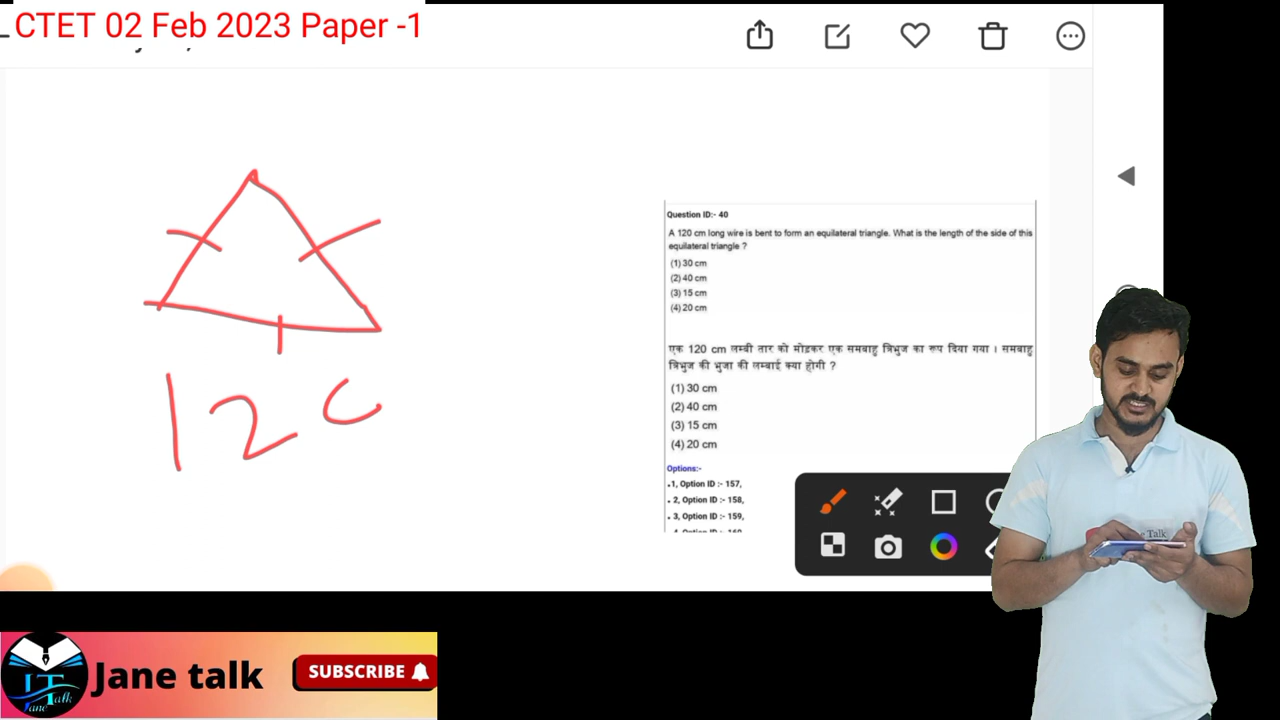 CTET 02 Feb 2023 Paper -1
Question ID:- 40
A 120 cm long wire is bent to form an equilateral triangle. What is the length of the side of this
equilateral triangle ?
(1) 30 cm
(2) 40 cm
(3) 15 cm
(4) 20 cm
एक 120 cm लम्बी तार को मोड़कर एक समबाहु त्रिभुज का रूप दिया गया । समबाहु
त्रिभुज की भुजा की लम्बाई क्या होगी ?
(1) 30 cm
(2) 40 cm
(3) 15 cm
(4) 20 cm
Options:-
.1, Option ID :- 157,
. 2, Option ID :- 158,
. 3, Option ID :- 159,
12
Jane talk
SUBSCRIBE